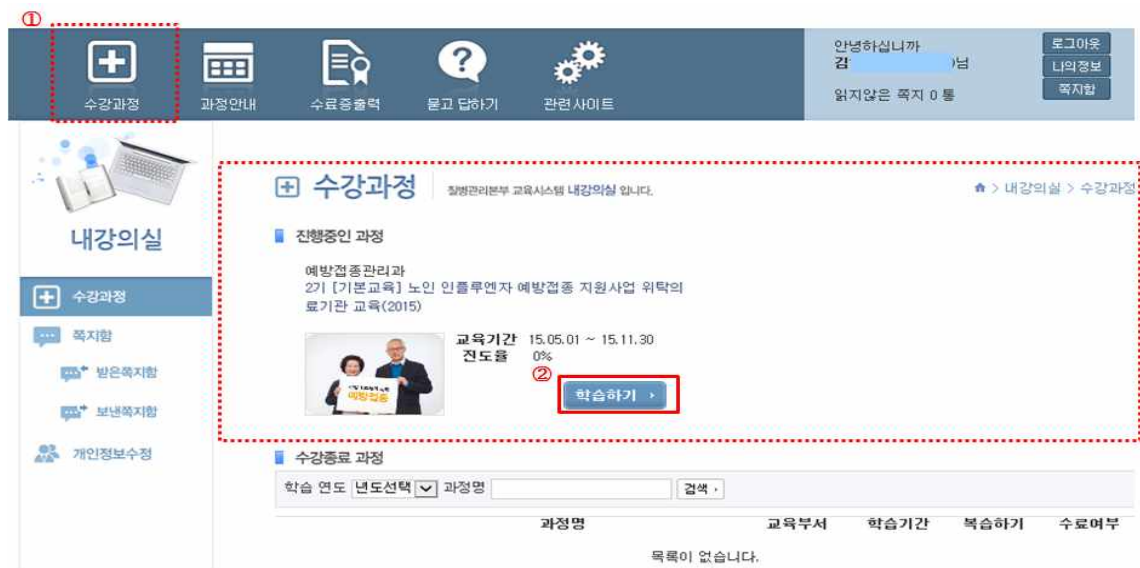 ①
수강과정
과정안내
수료증출력
묻고 답하기
관련사이트
안녕하십니까
김 님
읽지않은 쪽지 0 통
로그아웃
나의정보
쪽지함
내강의실
수강과정
쪽지함
받은쪽지함
보낸쪽지함
개인정보수정
수강과정 질병관리본부 교육시스템 내강의실 입니다.
> 내강의실 > 수강과정
진행중인 과정
예방접종관리과
2기 [기본교육] 노인 인플루엔자 예방접종 지원사업 위탁의
료기관 교육(2015)
예방접종
교육기간 15.05.01 ~ 15.11.30
진도율 0%
②
학습하기 ›
수강종료 과정
학습 연도 년도선택 과정명 검색 ›
과정명 교육부서 학습기간 복습하기 수료여부
목록이 없습니다.